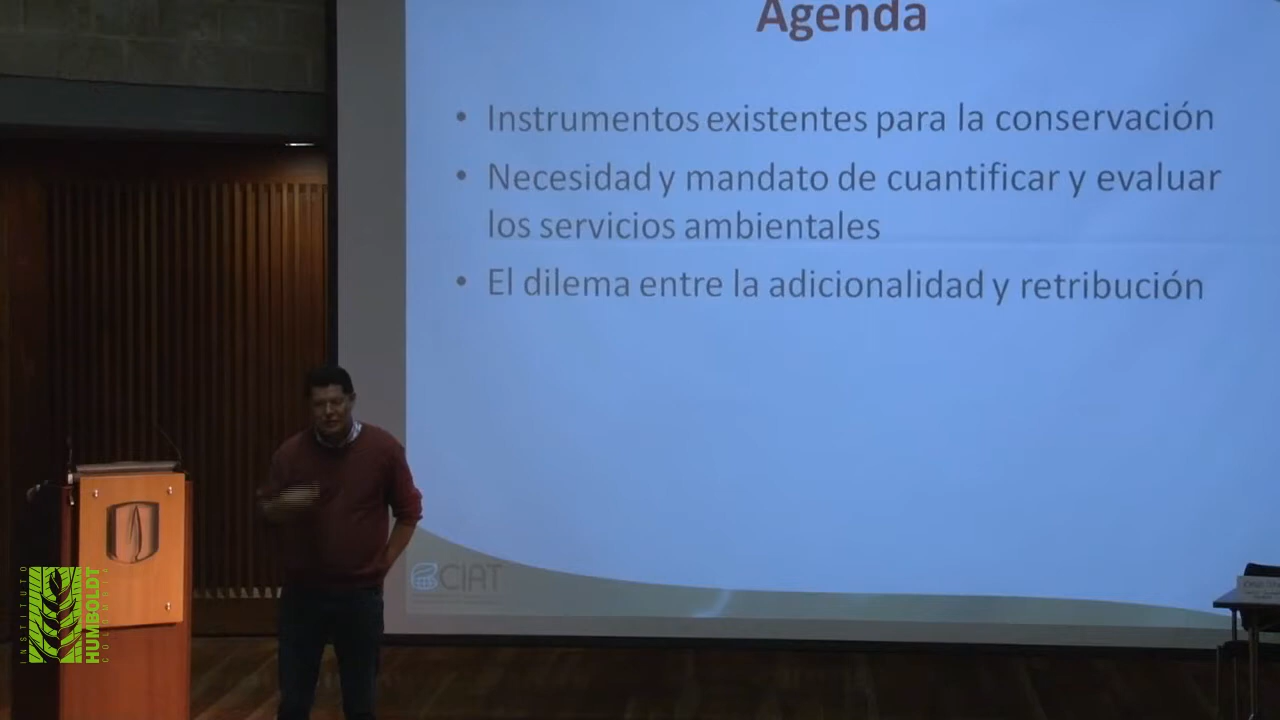 Agenda
• Instrumentos existentes para la conservación
• Necesidad y mandato de cuantificar y evaluar
los servicios ambientales
• El dilema entre la adicionalidad y retribución
CIAT
INSTITUTO
HUMBOLDT
COLOMBIA